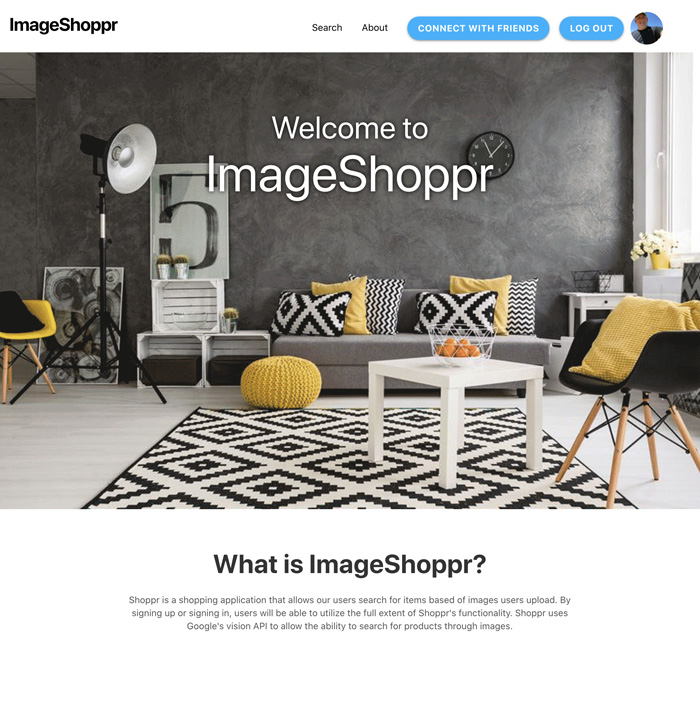 ImageShoppr
Search
About
CONNECT WITH FRIENDS
LOG OUT
Welcome to
ImageShoppr
5
What is ImageShoppr?
Shoppr is a shopping application that allows our users search for items based of images users upload. By
signing up or signing in, users will be able to utilize the full extent of Shoppr's functionality. Shoppr uses
Google's vision API to allow the ability to search for products through images.